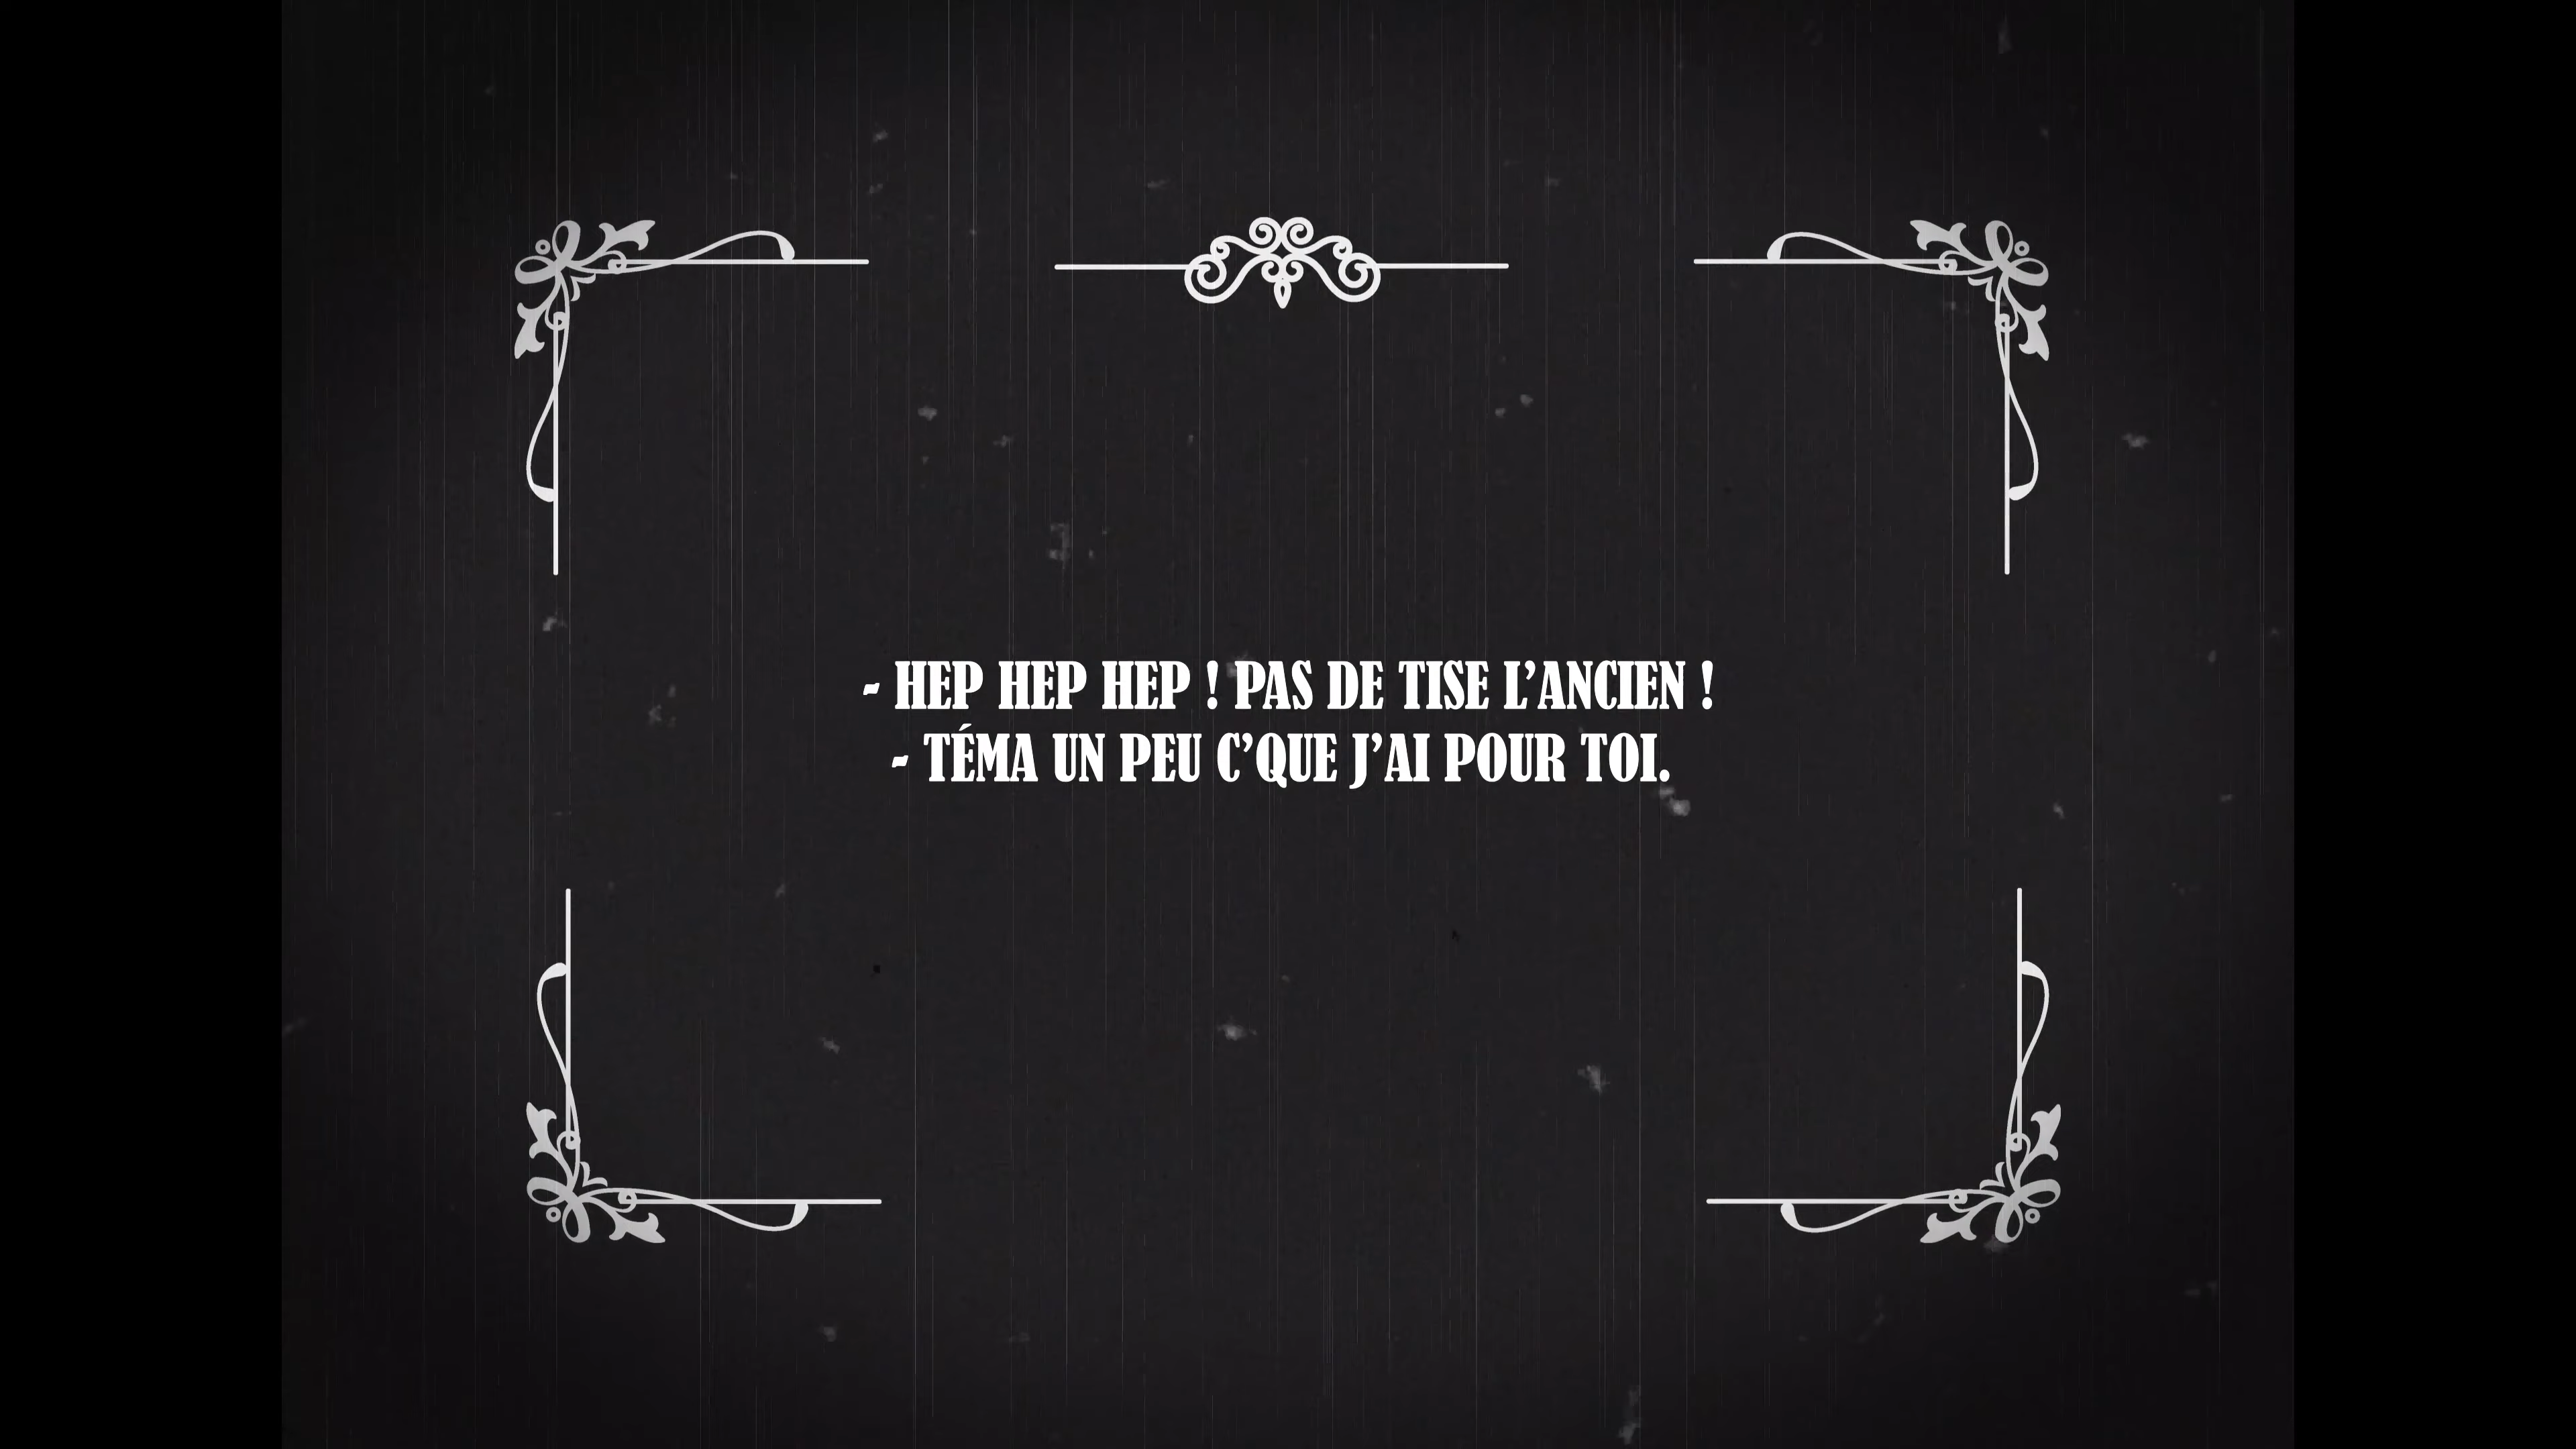 - HEP HEP HEP ! PAS DE TISE L’ANCIEN !
- TÉMA UN PEU C’QUE J’AI POUR TOI.